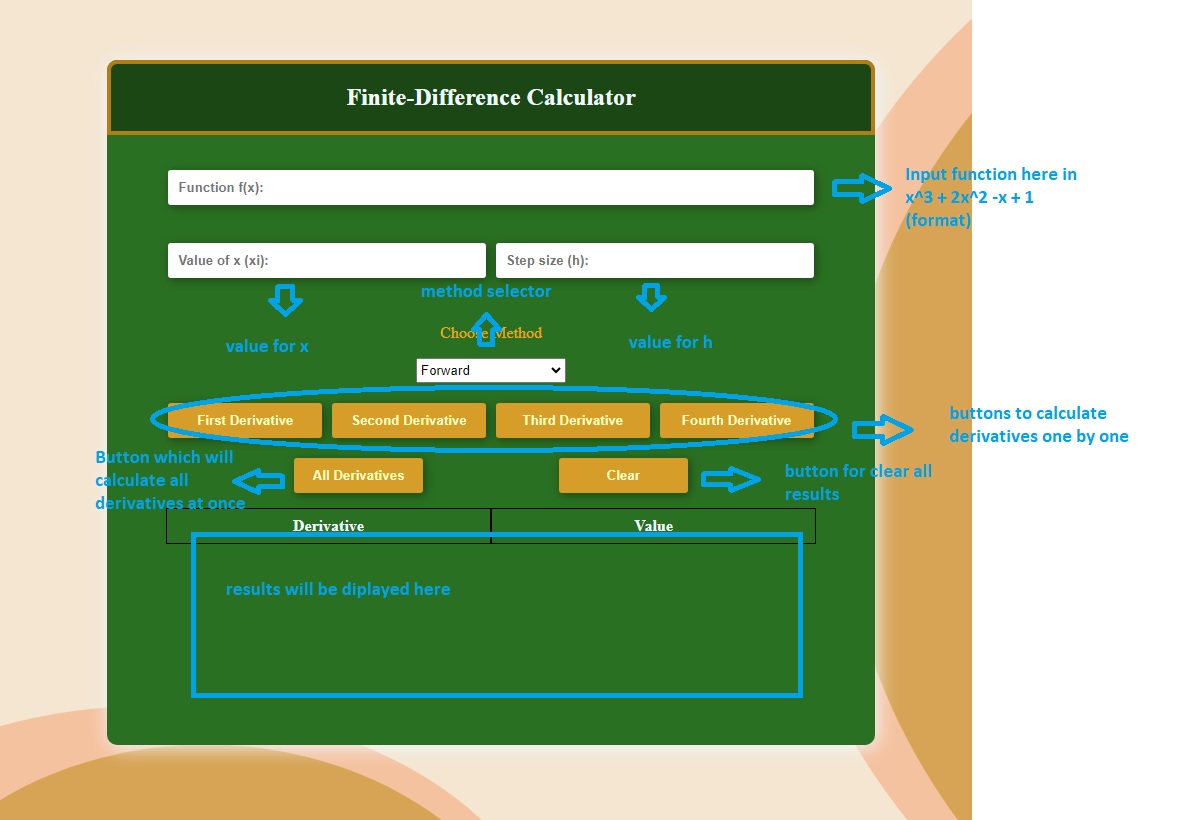 Finite-Difference Calculator
Function f(x):
Input function here in
x^3 + 2x^2 -x + 1
(format)
Value of x (xi):
Step size (h):
method selector
Choose Method
value for x
value for h
Forward
First Derivative
Second Derivative
Third Derivative
Fourth Derivative
buttons to calculate
derivatives one by one
Button which will
calculate all
derivatives at once
All Derivatives
Clear
button for clear all
results
Derivative
Value
results will be diplayed here